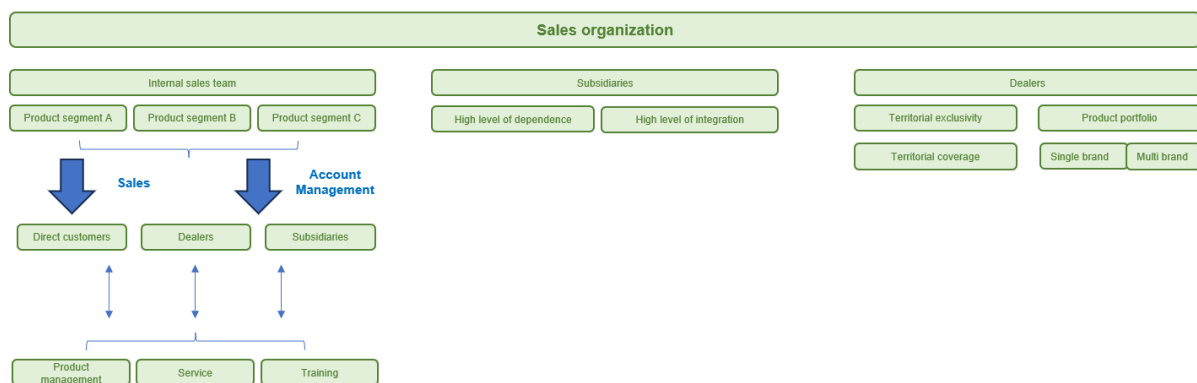 Sales organization
Internal sales team
Subsidiaries
Dealers
Product segment A
Product segment B
Product segment C
High level of dependence
High level of integration
Territorial exclusivity
Product portfolio
Territorial coverage
Single brand
Multi brand
Sales
Account
Management
Direct customers
Dealers
Subsidiaries
Product
management
Service
Training